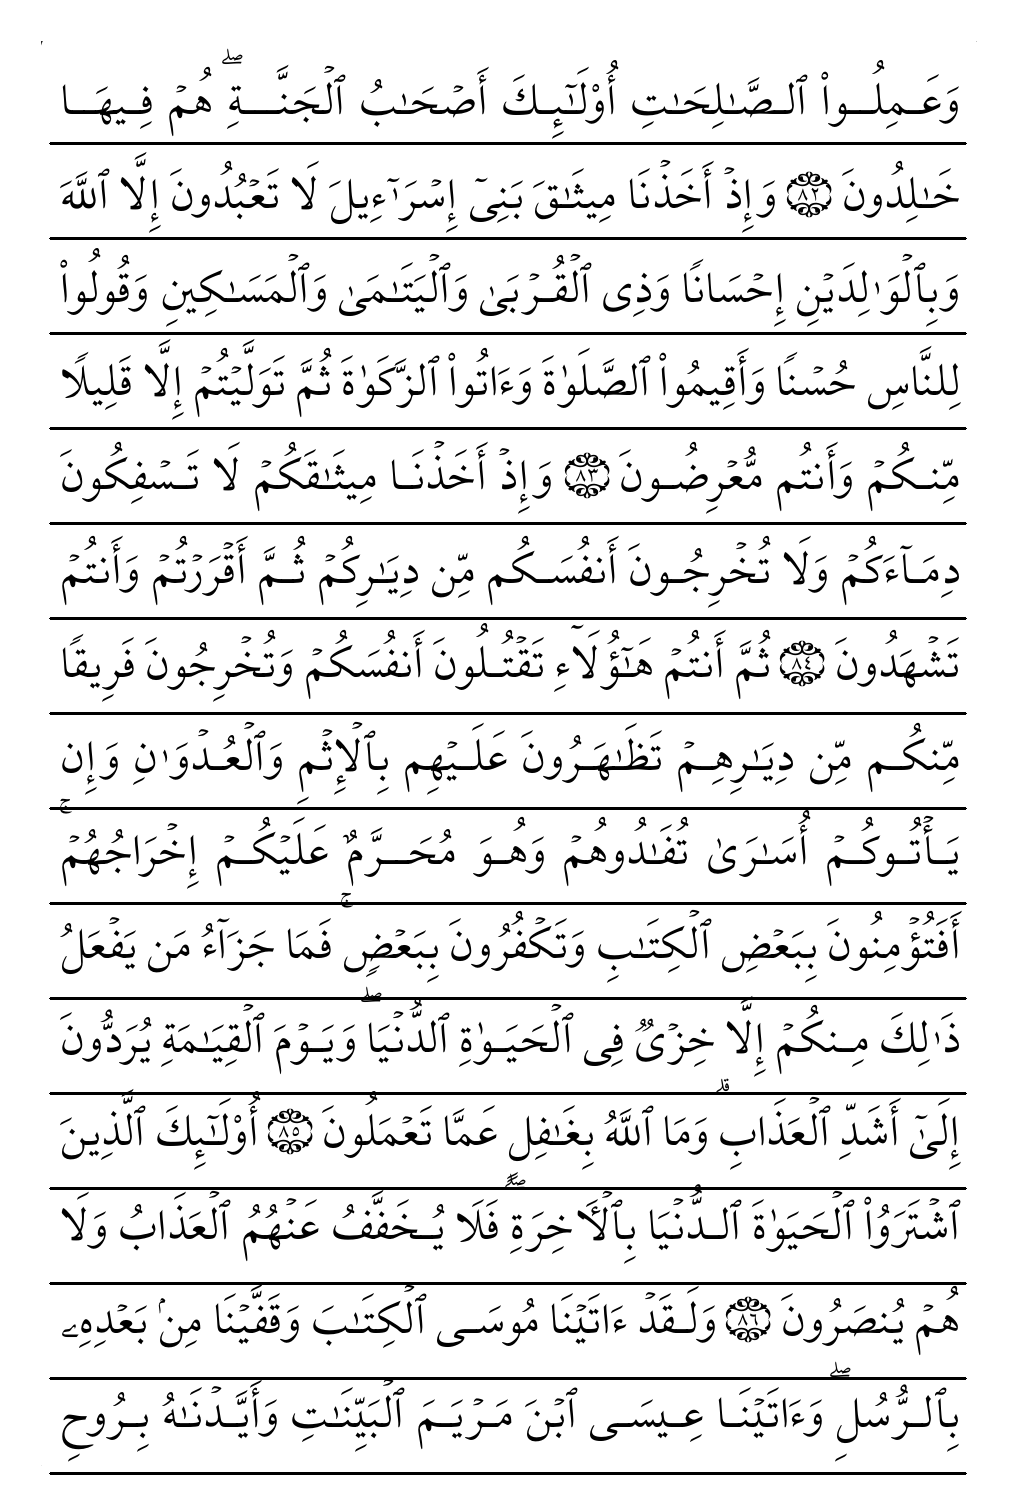 وَعَمِلُوا۟ ٱلصَّـٰلِحَـٰتِ أُو۟لَـٰٓئِكَ أَصْحَـٰبُ ٱلْجَنَّةِ ۖ هُمْ فِيهَا
خَـٰلِدُونَ ٨٢ وَإِذْ أَخَذْنَا مِيثَـٰقَ بَنِىٓ إِسْرَٰٓءِيلَ لَا تَعْبُدُونَ إِلَّا ٱللَّهَ
وَبِٱلْوَٰلِدَيْنِ إِحْسَانًا وَذِى ٱلْقُرْبَىٰ وَٱلْيَتَـٰمَىٰ وَٱلْمَسَـٰكِينِ وَقُولُوا۟
لِلنَّاسِ حُسْنًا وَأَقِيمُوا۟ ٱلصَّلَوٰةَ وَءَاتُوا۟ ٱلزَّكَوٰةَ ثُمَّ تَوَلَّيْتُمْ إِلَّا قَلِيلًا
مِّنكُمْ وَأَنتُم مُّعْرِضُونَ ٨٣ وَإِذْ أَخَذْنَا مِيثَـٰقَكُمْ لَا تَسْفِكُونَ
دِمَآءَكُمْ وَلَا تُخْرِجُونَ أَنفُسَكُم مِّن دِيَـٰرِكُمْ ثُمَّ أَقْرَرْتُمْ وَأَنتُمْ
تَشْهَدُونَ ٨٤ ثُمَّ أَنتُمْ هَـٰٓؤُلَآءِ تَقْتُلُونَ أَنفُسَكُمْ وَتُخْرِجُونَ فَرِيقًا
مِّنكُم مِّن دِيَـٰرِهِمْ تَظَـٰهَرُونَ عَلَيْهِم بِٱلْإِثْمِ وَٱلْعُدْوَٰنِ وَإِن
يَأْتُوكُمْ أُسَـٰرَىٰ تُفَـٰدُوهُمْ وَهُوَ مُحَرَّمٌ عَلَيْكُمْ إِخْرَاجُهُمْ ۚ
أَفَتُؤْمِنُونَ بِبَعْضِ ٱلْكِتَـٰبِ وَتَكْفُرُونَ بِبَعْضٍ ۚ فَمَا جَزَآءُ مَن يَفْعَلُ
ذَٰلِكَ مِنكُمْ إِلَّا خِزْىٌ فِى ٱلْحَيَوٰةِ ٱلدُّنْيَا ۖ وَيَوْمَ ٱلْقِيَـٰمَةِ يُرَدُّونَ
إِلَىٰٓ أَشَدِّ ٱلْعَذَابِ ۗ وَمَا ٱللَّهُ بِغَـٰفِلٍ عَمَّا تَعْمَلُونَ ٨٥ أُو۟لَـٰٓئِكَ ٱلَّذِينَ
ٱشْتَرَوُا۟ ٱلْحَيَوٰةَ ٱلدُّنْيَا بِٱلْـَٔاخِرَةِ ۖ فَلَا يُخَفَّفُ عَنْهُمُ ٱلْعَذَابُ وَلَا
هُمْ يُنصَرُونَ ٨٦ وَلَقَدْ ءَاتَيْنَا مُوسَى ٱلْكِتَـٰبَ وَقَفَّيْنَا مِنۢ بَعْدِهِۦ
بِٱلرُّسُلِ ۖ وَءَاتَيْنَا عِيسَى ٱبْنَ مَرْيَمَ ٱلْبَيِّنَـٰتِ وَأَيَّدْنَـٰهُ بِرُوحِ